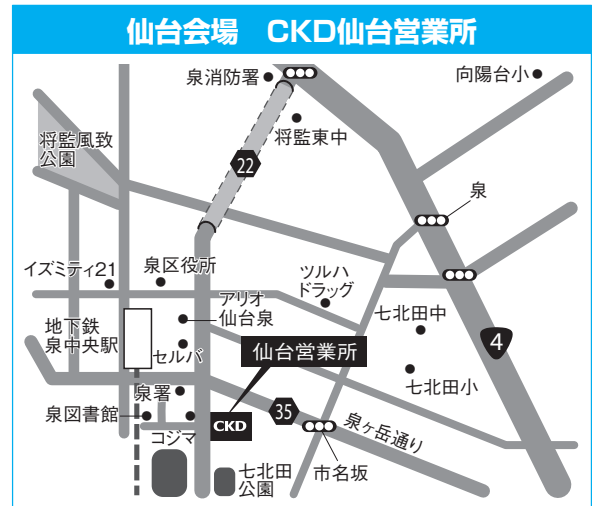 仙台会場　CKD仙台営業所
泉消防署
向陽台小
将監東中
将監風致
公園
22
泉
イズミティ21
泉区役所
ツルハ
ドラッグ
アリオ
仙台泉
七北田中
地下鉄
泉中央駅
セルバ
仙台営業所
4
七北田小
泉署
35
泉図書館
コジマ
CKD
泉ヶ岳通り
市名坂
七北田
公園